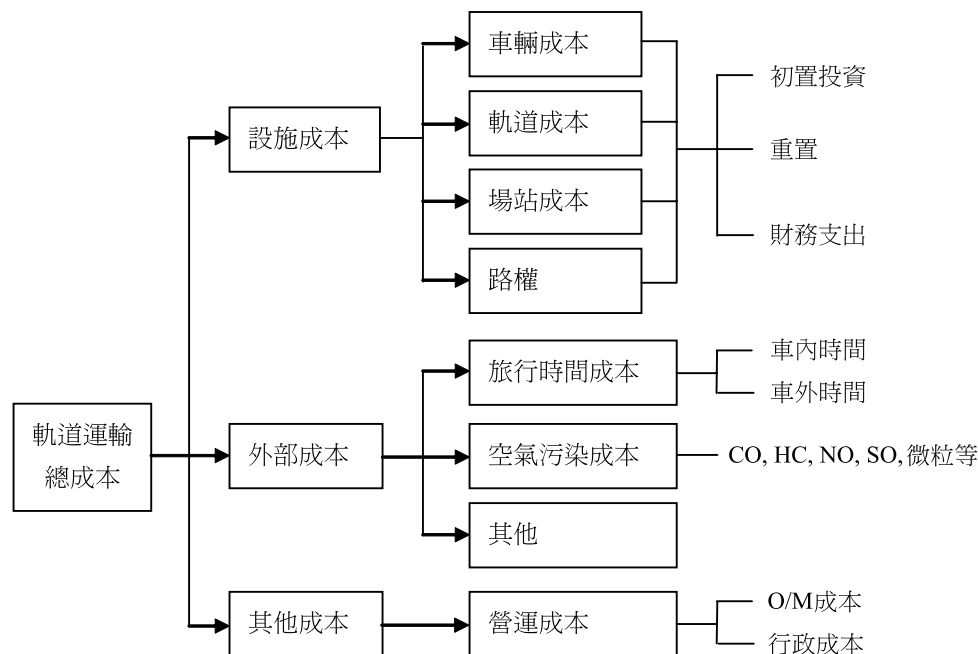 車輛成本
初置投資
設施成本
軌道成本
重置
場站成本
財務支出
路權
旅行時間成本
車內時間
車外時間
軌道運輸
總成本
外部成本
空氣污染成本
CO, HC, NO, SO, 微粒等
其他
其他成本
營運成本
O/M成本
行政成本